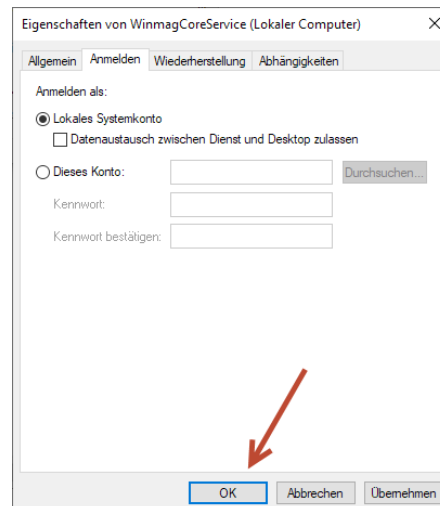 Eigenschaften von WinmagCoreService (Lokaler Computer)
Allgemein Anmelden Wiederherstellung Abhängigkeiten
Anmelden als:
Lokales Systemkonto
Datenaustausch zwischen Dienst und Desktop zulassen
Dieses Konto: Durchsuchen...
Kennwort:
Kennwort bestätigen:
OK Abbrechen Übernehmen